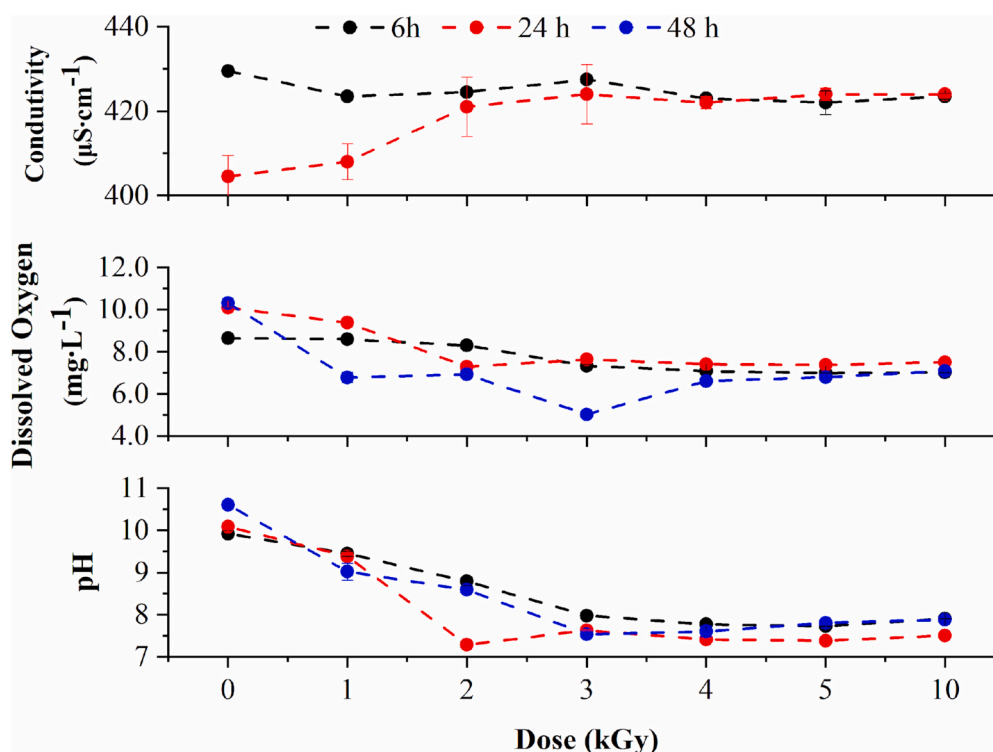 6h 24 h 48 h
Condutivity
(µS·cm⁻¹)
440
420
400
Dissolved Oxygen
(mg·L⁻¹)
12.0
10.0
8.0
6.0
4.0
pH
11
10
9
8
7
0 1 2 3 4 5 10
Dose (kGy)